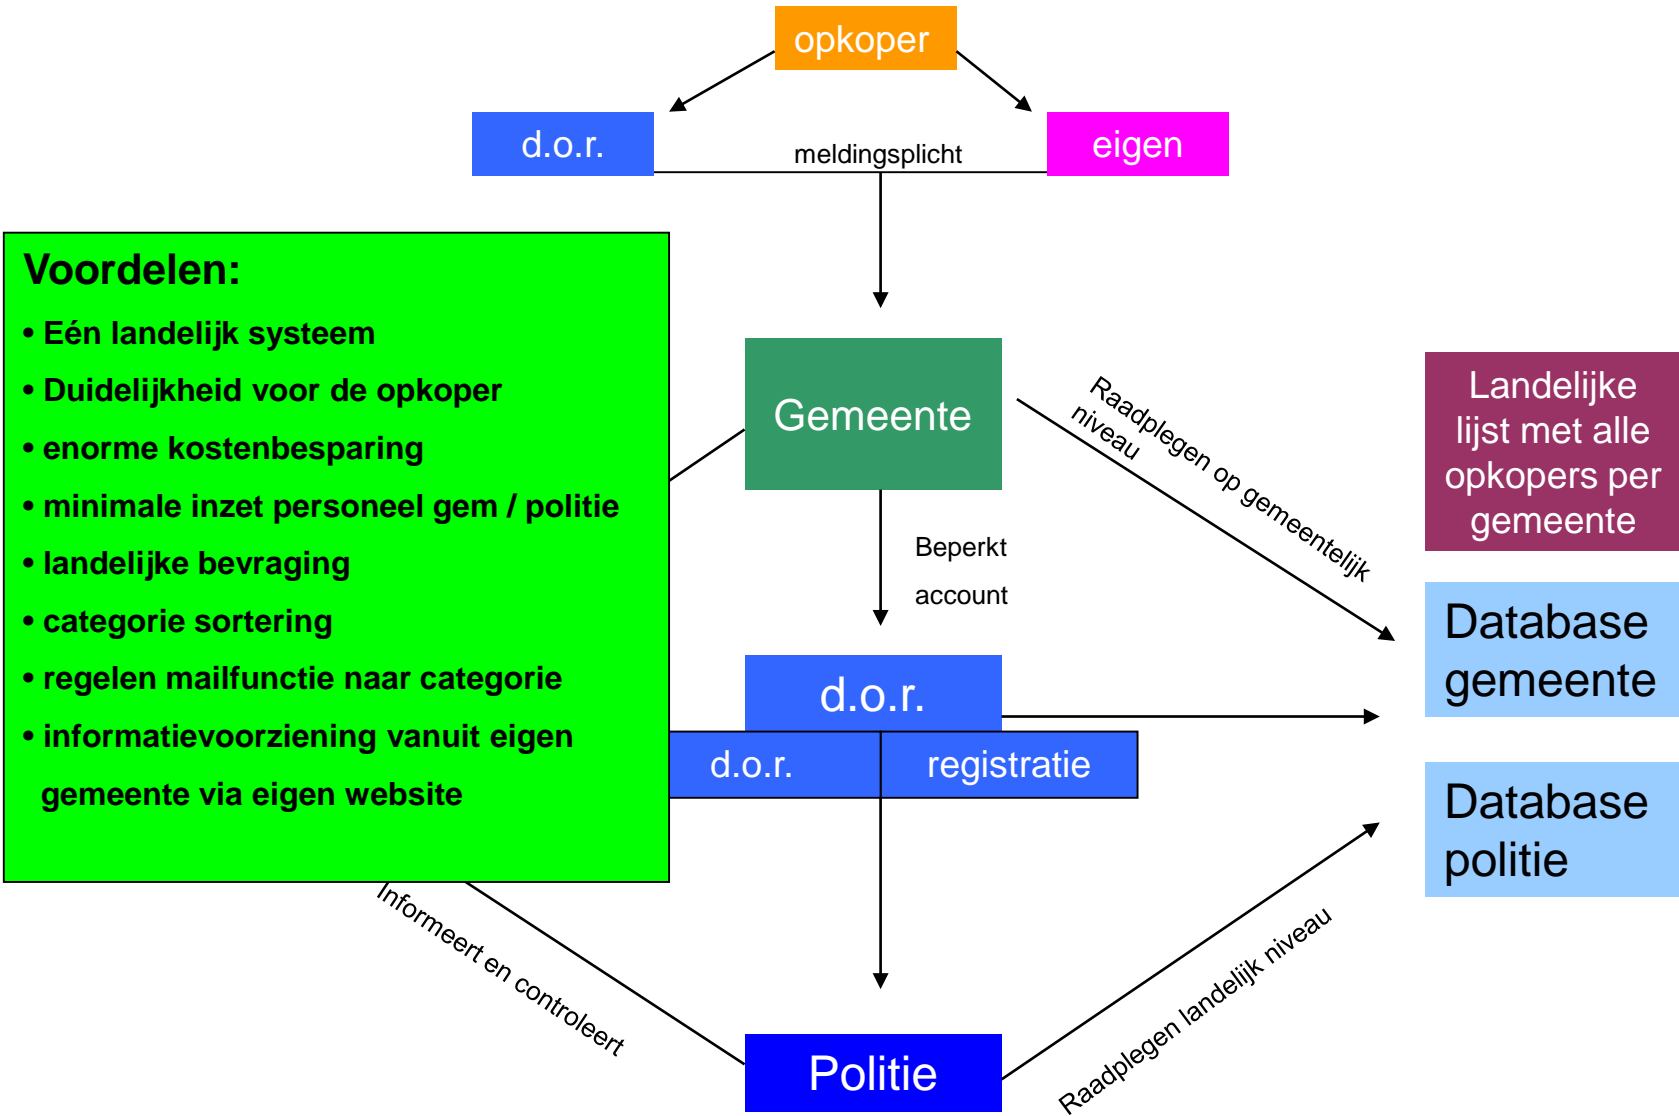 opkoper
d.o.r.
meldingsplicht
eigen
Voordelen:
• Eén landelijk systeem
• Duidelijkheid voor de opkoper
• enorme kostenbesparing
• minimale inzet personeel gem / politie
• landelijke bevraging
• categorie sortering
• regelen mailfunctie naar categorie
• informatievoorziening vanuit eigen
gemeente via eigen website
Gemeente
Raadplegen op gemeentelijk
niveau
Landelijke
lijst met alle
opkopers per
gemeente
Beperkt
account
Database
gemeente
d.o.r.
d.o.r.
registratie
Database
politie
Informeert en controleert
Raadplegen landelijk niveau
Politie